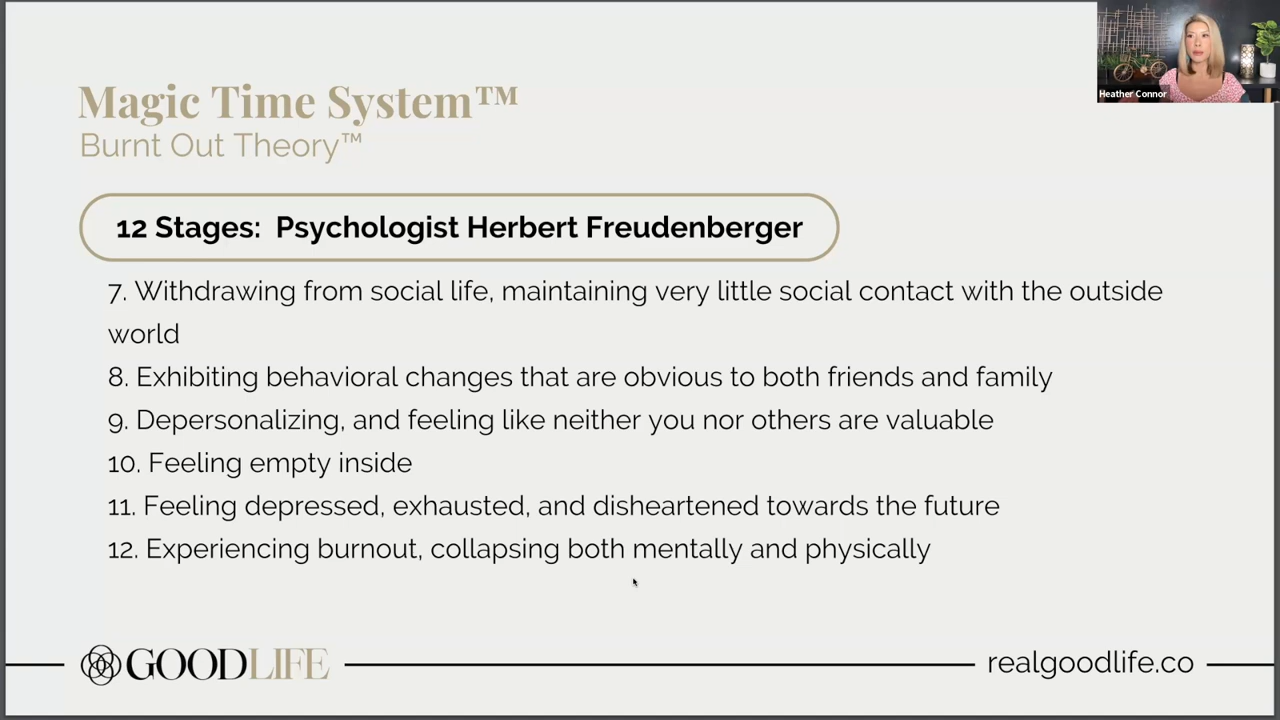 Heather Connor
Magic Time System™
Burnt Out Theory™
12 Stages: Psychologist Herbert Freudenberger
7. Withdrawing from social life, maintaining very little social contact with the outside
world
8. Exhibiting behavioral changes that are obvious to both friends and family
9. Depersonalizing, and feeling like neither you nor others are valuable
10. Feeling empty inside
11. Feeling depressed, exhausted, and disheartened towards the future
12. Experiencing burnout, collapsing both mentally and physically
GOODLIFE
realgoodlife.co